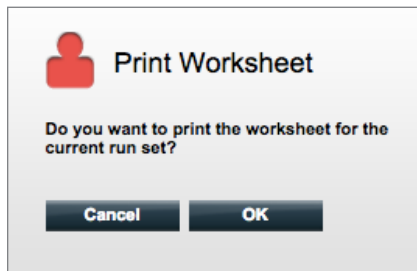 Print Worksheet
Do you want to print the worksheet for the
current run set?
Cancel OK